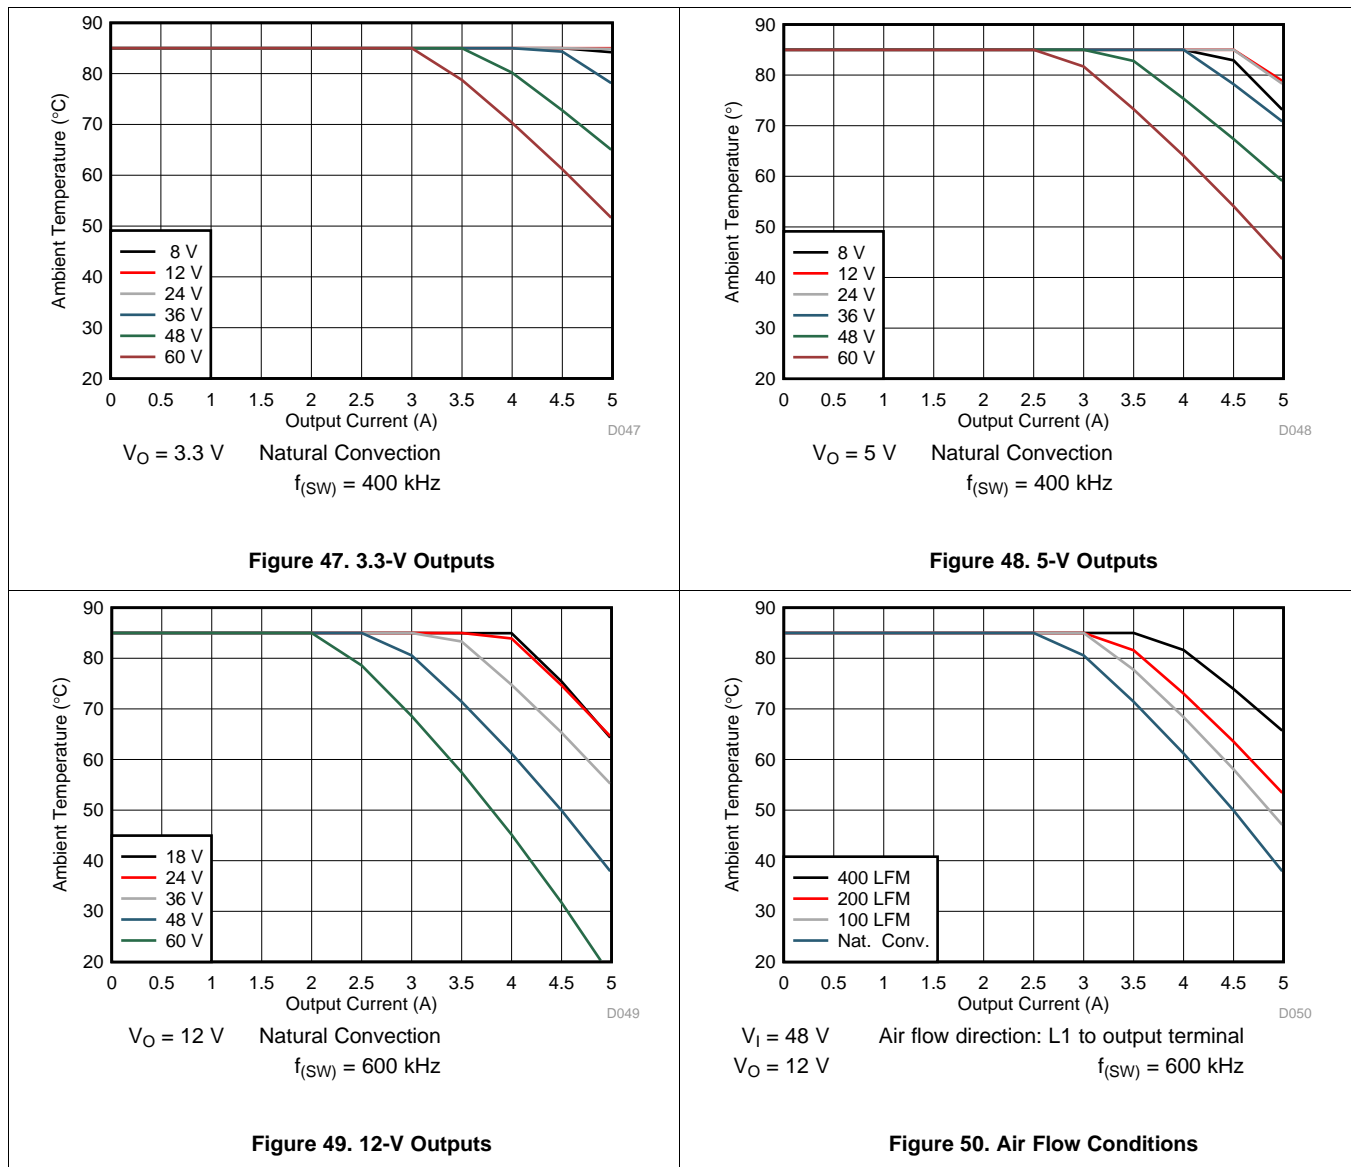 90
80
70
60
50
40
30
20
Ambient Temperature (°C)
8 V
12 V
24 V
36 V
48 V
60 V
0 0.5 1 1.5 2 2.5 3 3.5 4 4.5 5
Output Current (A)
D047
VO = 3.3 V Natural Convection
f(SW) = 400 kHz
Figure 47. 3.3-V Outputs
90
80
70
60
50
40
30
20
Ambient Temperature (°)
8 V
12 V
24 V
36 V
48 V
60 V
0 0.5 1 1.5 2 2.5 3 3.5 4 4.5 5
Output Current (A)
D048
VO = 5 V Natural Convection
f(SW) = 400 kHz
Figure 48. 5-V Outputs
90
80
70
60
50
40
30
20
Ambient Temperature (°C)
18 V
24 V
36 V
48 V
60 V
0 0.5 1 1.5 2 2.5 3 3.5 4 4.5 5
Output Current (A)
D049
VO = 12 V Natural Convection
f(SW) = 600 kHz
Figure 49. 12-V Outputs
90
80
70
60
50
40
30
20
Ambient Temperature (°C)
400 LFM
200 LFM
100 LFM
Nat. Conv.
0 0.5 1 1.5 2 2.5 3 3.5 4 4.5 5
Output Current (A)
D050
VI = 48 V Air flow direction: L1 to output terminal
VO = 12 V f(SW) = 600 kHz
Figure 50. Air Flow Conditions